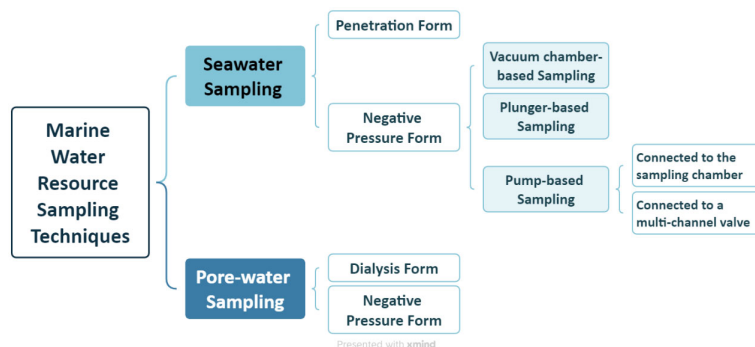 Marine
Water
Resource
Sampling
Techniques
Seawater
Sampling
Penetration Form
Negative
Pressure Form
Vacuum chamber-
based Sampling
Plunger-based
Sampling
Pump-based
Sampling
Connected to the
sampling chamber
Connected to a
multi-channel valve
Pore-water
Sampling
Dialysis Form
Negative
Pressure Form
Presented with xmind